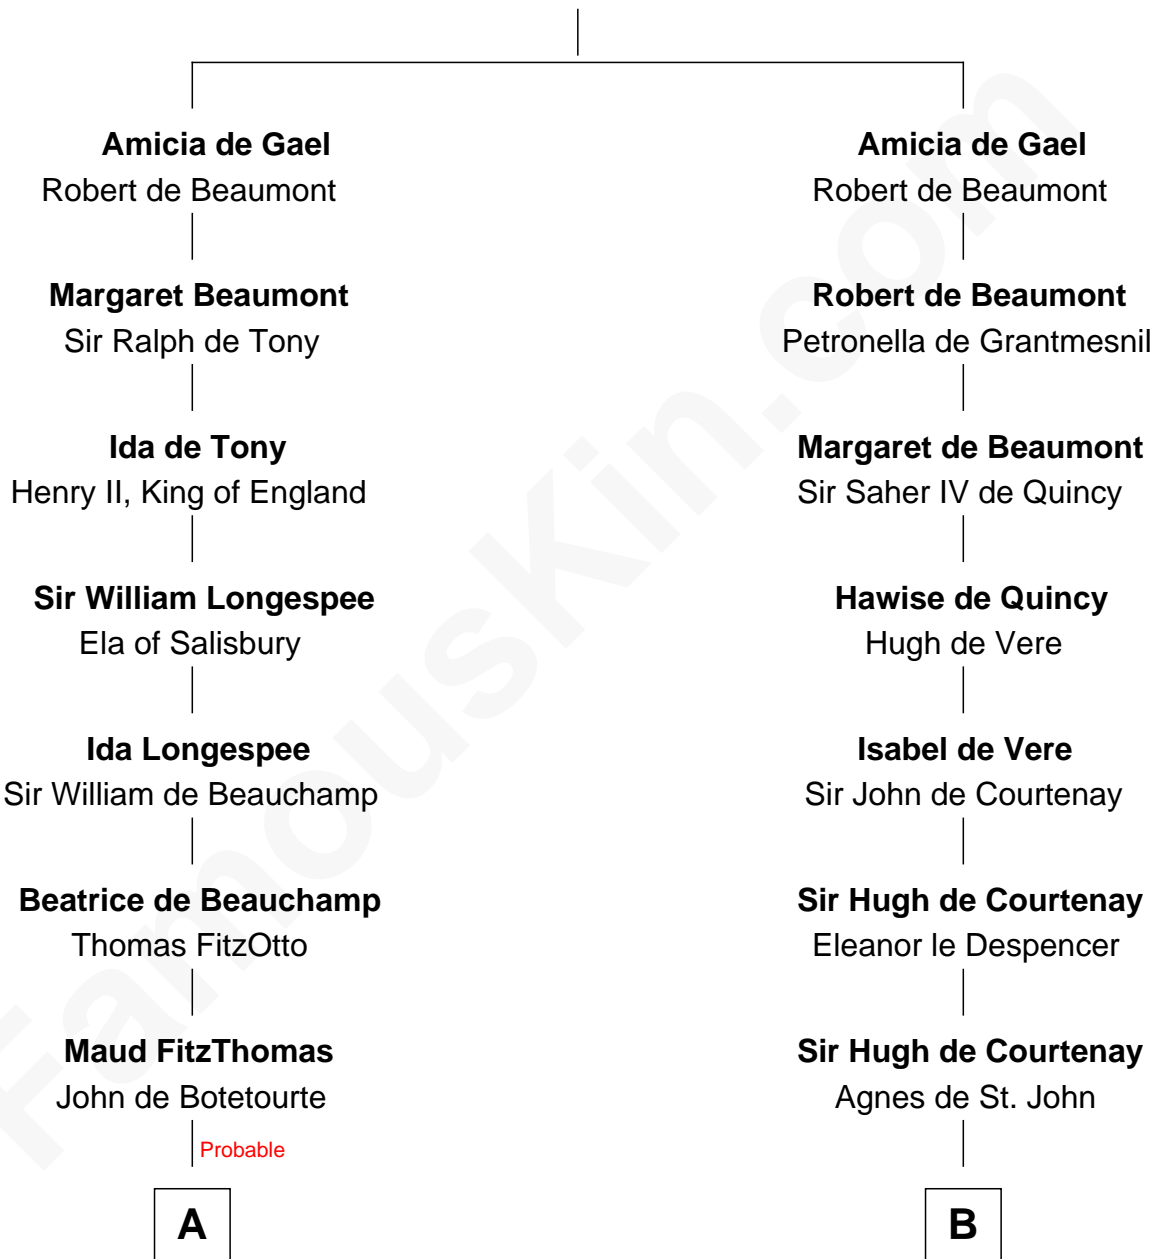 Amicia de Gael
Robert de Beaumont
Margaret Beaumont
Sir Ralph de Tony
Ida de Tony
Henry II, King of England
Sir William Longespee
Ela of Salisbury
Ida Longespee
Sir William de Beauchamp
Beatrice de Beauchamp
Thomas FitzOtto
Maud FitzThomas
John de Botetourte
Probable
A
Amicia de Gael
Robert de Beaumont
Robert de Beaumont
Petronella de Grantmesnil
Margaret de Beaumont
Sir Saher IV de Quincy
Hawise de Quincy
Hugh de Vere
Isabel de Vere
Sir John de Courtenay
Sir Hugh de Courtenay
Eleanor le Despencer
Sir Hugh de Courtenay
Agnes de St. John
B
FamousKin.com